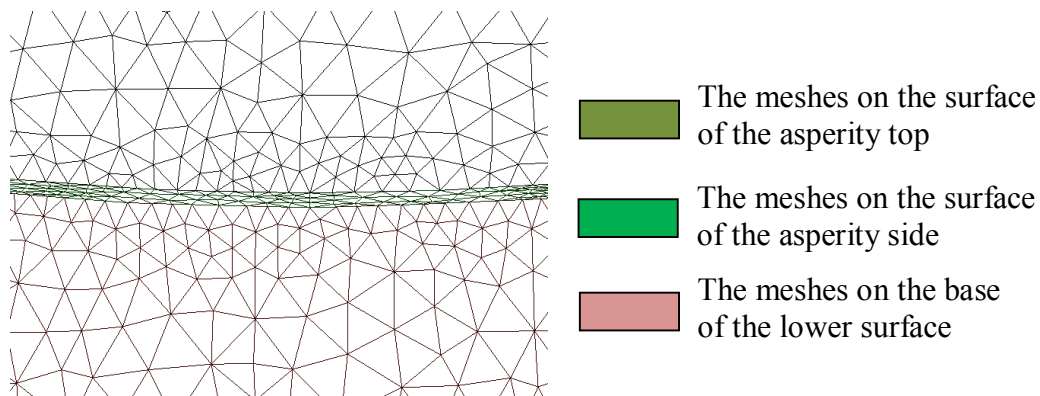 The meshes on the surface
of the asperity top
The meshes on the surface
of the asperity side
The meshes on the base
of the lower surface